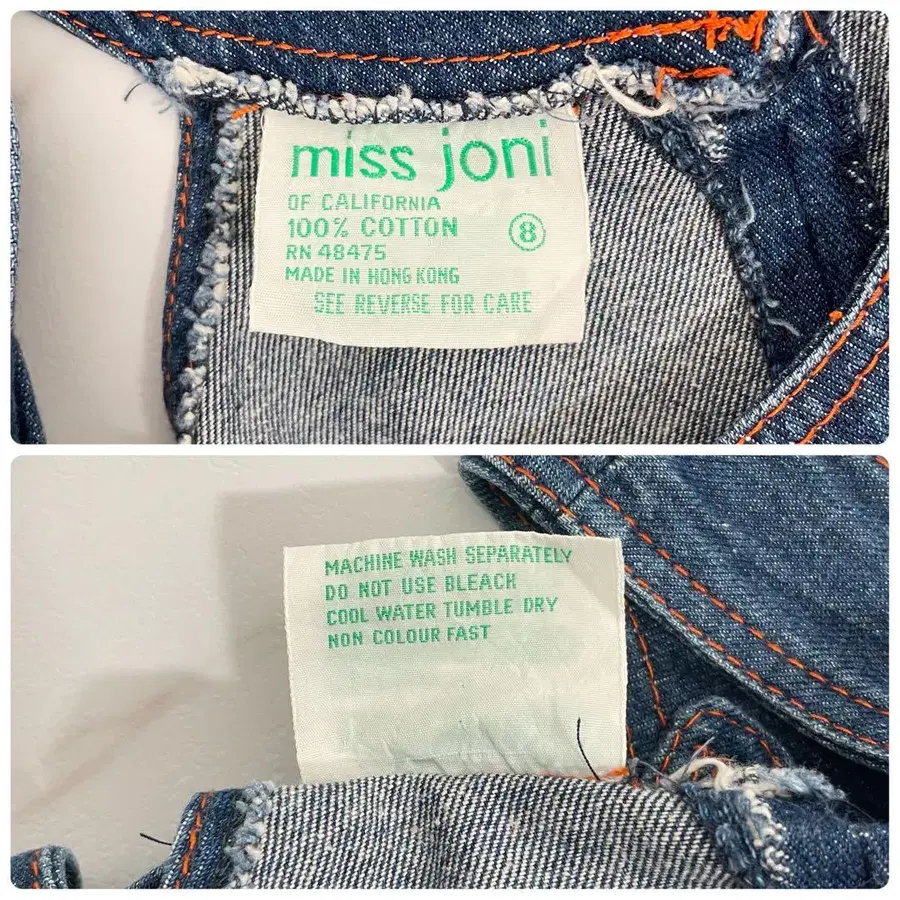 miss joni
OF CALIFORNIA
100% COTTON
8
RN 48475
MADE IN HONG KONG
SEE REVERSE FOR CARE
MACHINE WASH SEPARATELY
DO NOT USE BLEACH
COOL WATER TUMBLE DRY
NON COLOUR FAST